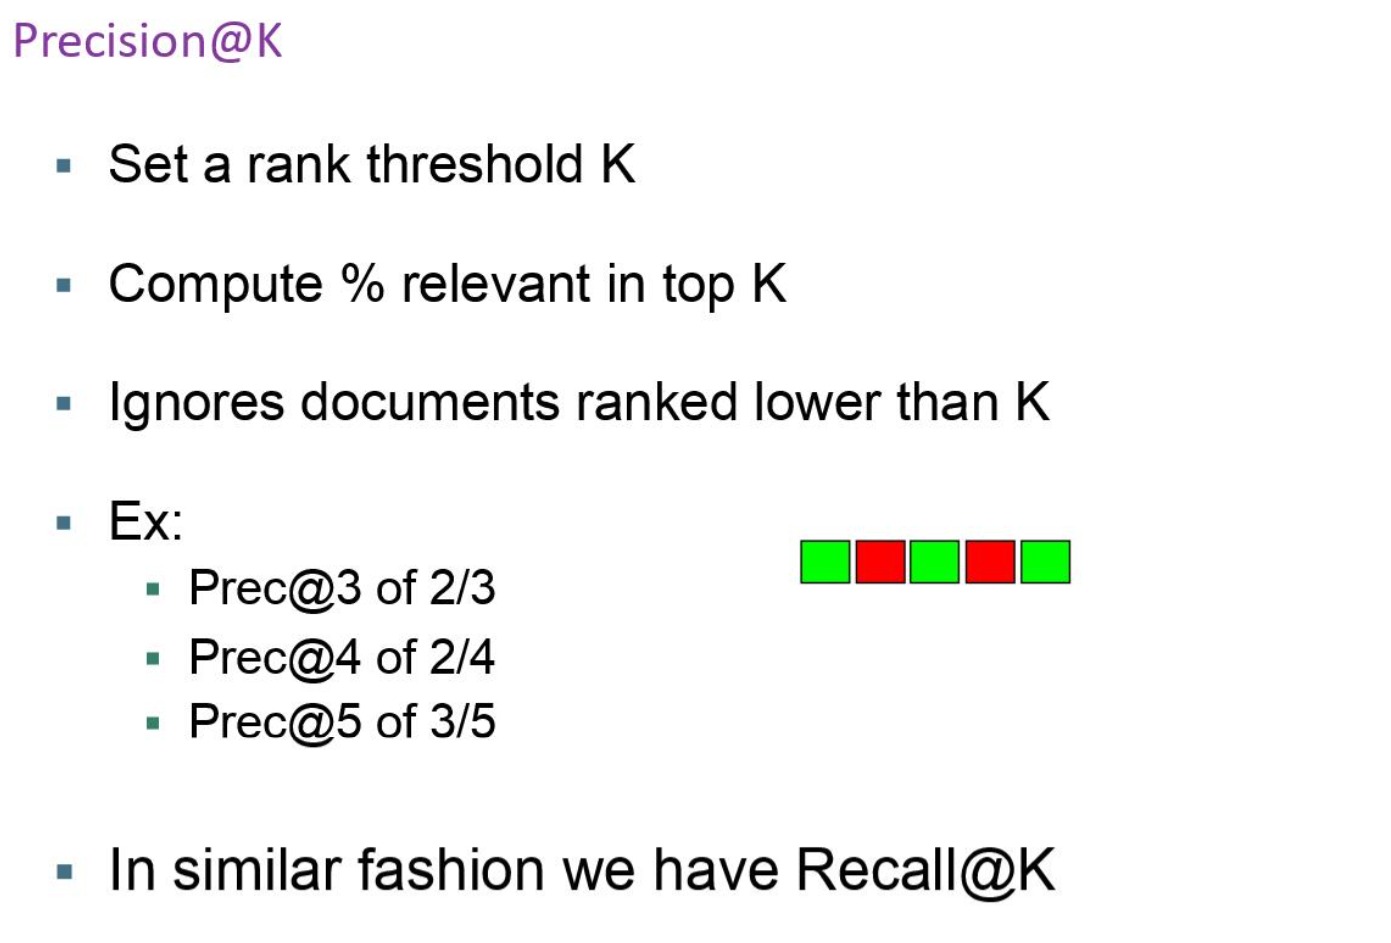 Precision@K
Set a rank threshold K
Compute % relevant in top K
Ignores documents ranked lower than K
Ex:
Prec@3 of 2/3
Prec@4 of 2/4
Prec@5 of 3/5
In similar fashion we have Recall@K